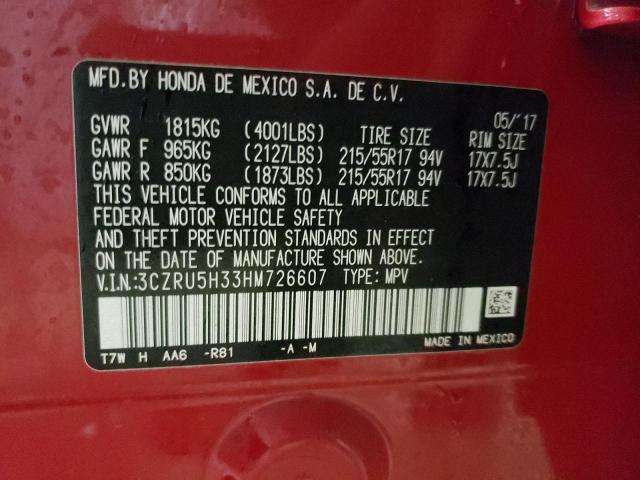 MFD.BY HONDA DE MEXICO S.A. DE C.V.
05/'17
GVWR 1815KG (4001LBS) TIRE SIZE RIM SIZE
GAWR F 965KG (2127LBS) 215/55R17 94V 17X7.5J
GAWR R 850KG (1873LBS) 215/55R17 94V 17X7.5J
THIS VEHICLE CONFORMS TO ALL APPLICABLE
FEDERAL MOTOR VEHICLE SAFETY
AND THEFT PREVENTION STANDARDS IN EFFECT
ON THE DATE OF MANUFACTURE SHOWN ABOVE.
V.I.N.:3CZRU5H33HM726607 TYPE: MPV
T7W H AA6 -R81 -A -M MADE IN MEXICO